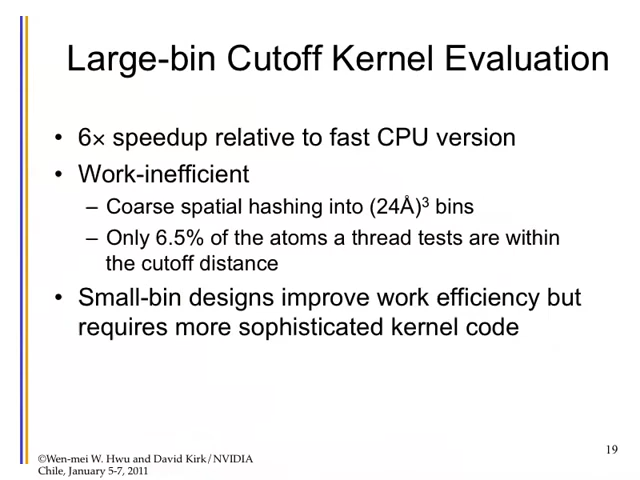 Large-bin Cutoff Kernel Evaluation
• 6× speedup relative to fast CPU version
• Work-inefficient
– Coarse spatial hashing into (24Å)³ bins
– Only 6.5% of the atoms a thread tests are within
the cutoff distance
• Small-bin designs improve work efficiency but
requires more sophisticated kernel code
©Wen-mei W. Hwu and David Kirk/NVIDIA
Chile, January 5-7, 2011
19